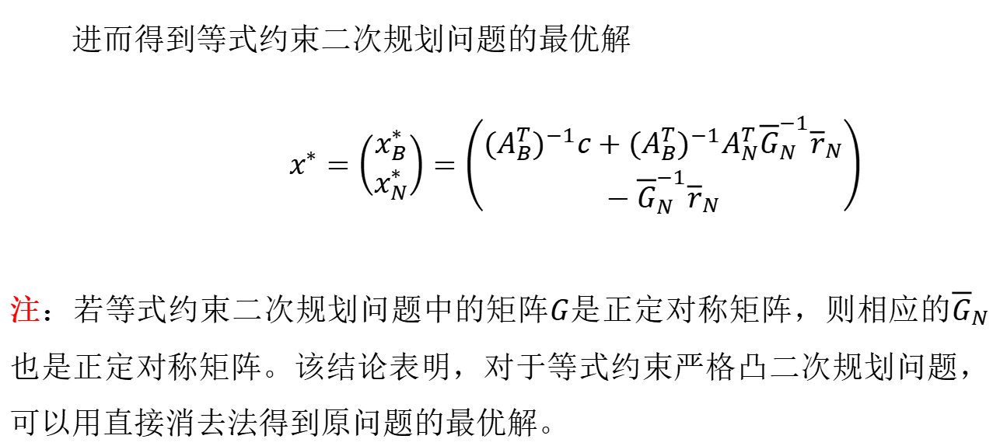 进而得到等式约束二次规划问题的最优解
$x^* = \begin{pmatrix} x_B^* \\ x_N^* \end{pmatrix} = \begin{pmatrix} (A_B^T)^{-1}c + (A_B^T)^{-1}A_N^T\overline{G}_N^{-1}\overline{r}_N \\ -\overline{G}_N^{-1}\overline{r}_N \end{pmatrix}$
注：若等式约束二次规划问题中的矩阵$G$是正定对称矩阵，则相应的$\overline{G}_N$
也是正定对称矩阵。该结论表明，对于等式约束严格凸二次规划问题，
可以用直接消去法得到原问题的最优解。